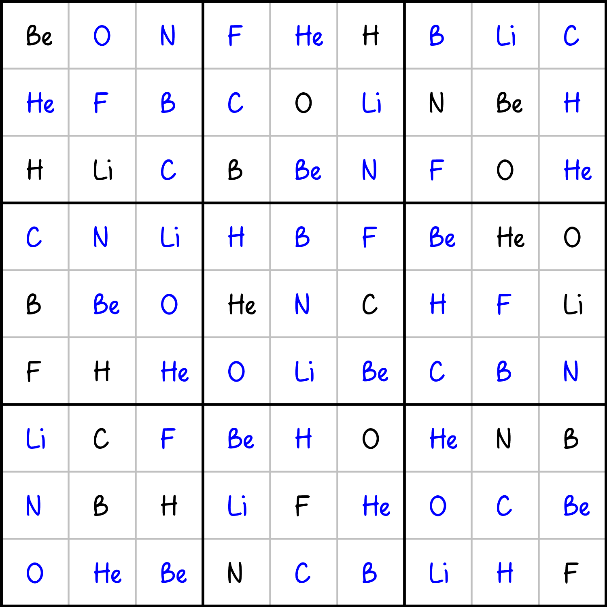 Be O N F He H B Li C
He F B C O Li N Be H
H Li C B Be N F O He
C N Li H B F Be He O
B Be O He N C H F Li
F H He O Li Be C B N
Li C F Be H O He N B
N B H Li F He O C Be
O He Be N C B Li H F